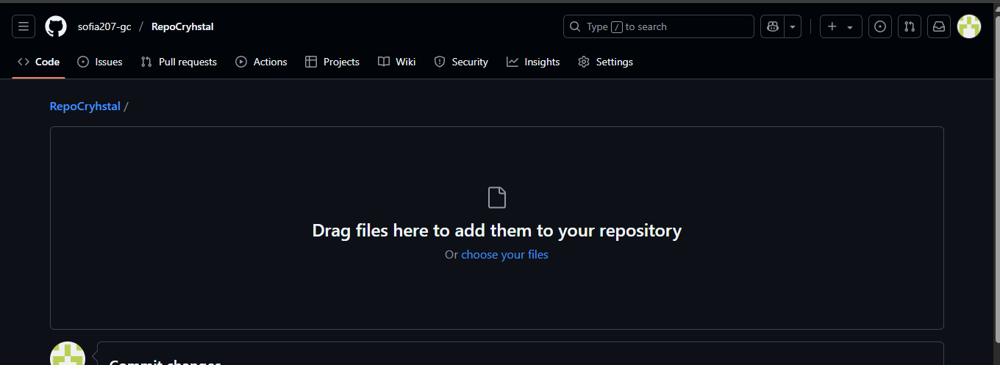 sofia207-gc / RepoCryhstal
Type / to search
Code Issues Pull requests Actions Projects Wiki Security Insights Settings
RepoCryhstal /
Drag files here to add them to your repository
Or choose your files
Commit changes